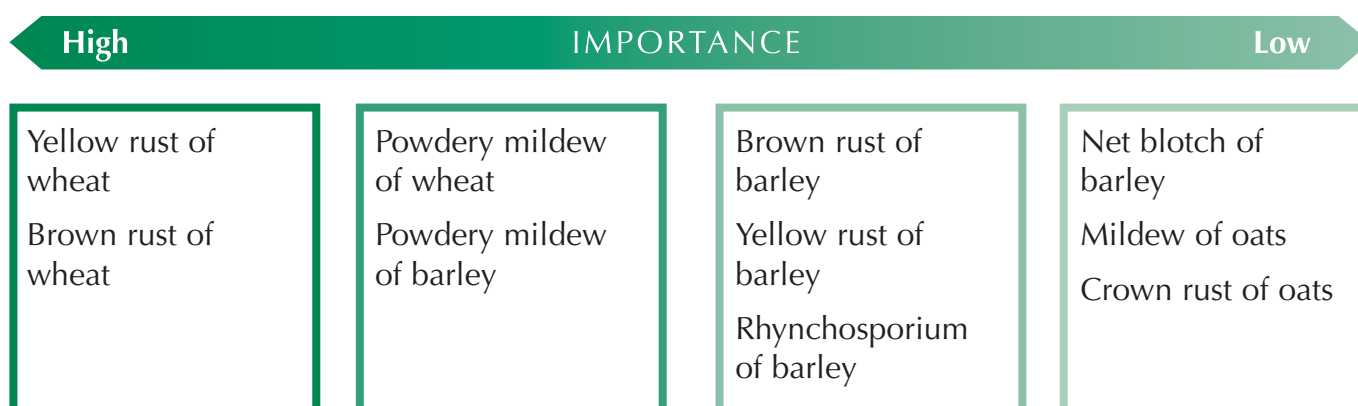 High IMPORTANCE Low
Yellow rust of
wheat
Brown rust of
wheat
Powdery mildew
of wheat
Powdery mildew
of barley
Brown rust of
barley
Yellow rust of
barley
Rhynchosporium
of barley
Net blotch of
barley
Mildew of oats
Crown rust of oats